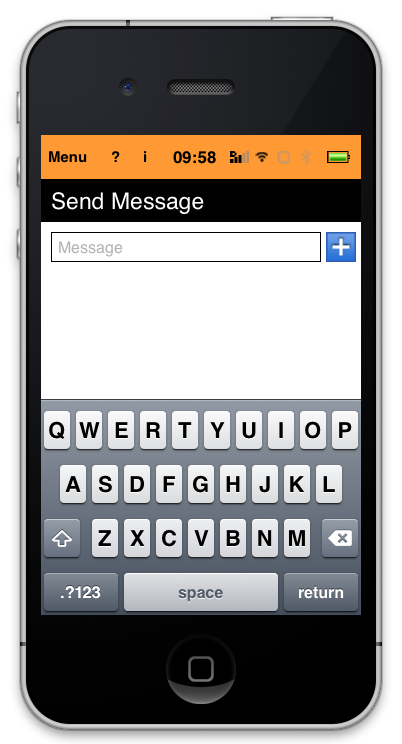 Menu ? i 09:58
Send Message
Message
Q W E R T Y U I O P
A S D F G H J K L
Z X C V B N M
.?123 space return